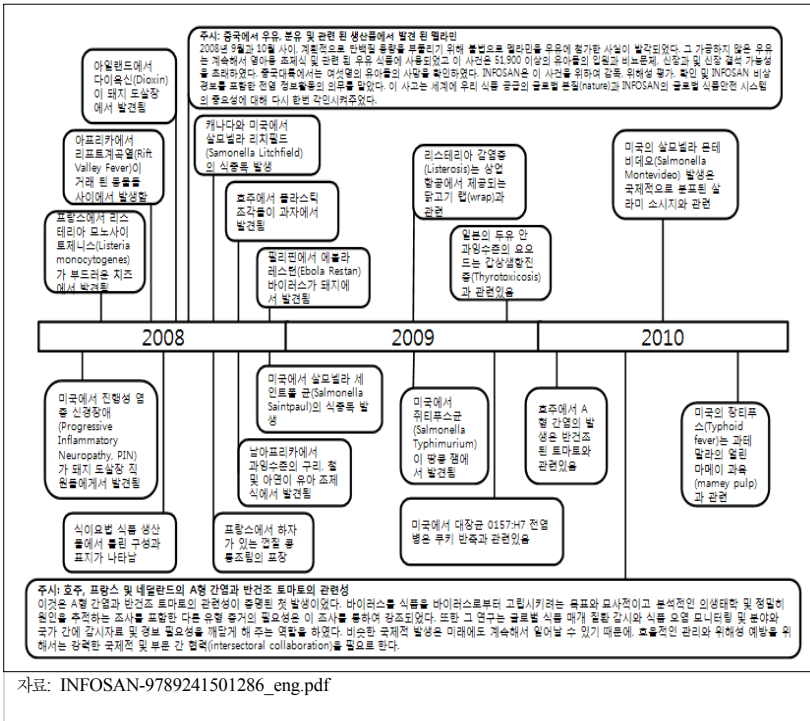 주시: 중국에서 우유, 분유 및 관련 된 생산품에서 발견 된 멜라민
2008년 9월과 10월 사이, 계획적으로 단백질 용량을 부풀리기 위해 불법으로 멜라민을 우유에 첨가한 사실이 발각되었다. 그 가공하지 않은 우유
는 계속해서 영아용 조제식 및 관련 된 우유 식품에 사용되었고 이 사건은 51,900 이상의 유아들의 입원과 비뇨문제, 신장과 및 신장 결석 가능성
을 초래하였다. 중국대륙에서는 여섯명의 유아들의 사망을 확인하였다. INFOSAN은 이 사건을 위하여 감독, 위해성 평가, 확인 및 INFOSAN 비상
경보를 포함한 전염 정보활동의 의무를 맡았다. 이 사고는 세계에 우리 식품 공급의 글로벌 본질(nature)과 INFOSAN의 글로벌 식품안전 시스템
의 중요성에 대해 다시 한번 각인시켜주었다.
아일랜드에서
다이옥신(Dioxin)
이 돼지 도살장
에서 발견됨
아프리카에서
리프트계곡열(Rift
Valley Fever)이
거래 된 동물들
사이에서 발생함
프랑스에서 리스
테리아 모노사이
트제니스(Listeria
monocytogenes)
가 부드러운 치즈
에서 발견됨
캐나다와 미국에서
살모넬라 리치필드
(Samonella Litchfield)
의 식중독 발생
호주에서 플라스틱
조각들이 과자에서
발견됨
필리핀에서 에볼라
레스턴(Ebola Restan)
바이러스가 돼지에
서 발견됨
리스테리아 감염증
(Listerosis)는 상업
항공에서 제공되는
닭고기 랩(wrap)과
관련
일본의 두유 안
과잉수준의 요오
드는 갑상샘항진
증(Thyrotoxicosis)
과 관련있음
미국의 살모넬라 몬테
비데오(Salmonella
Montevideo) 발생은
국제적으로 분포된 살
라미 소시지와 관련
2008 2009 2010
미국에서 진행성 염
증 신경장애
(Progressive
Inflammatory
Neuropathy, PIN)
가 돼지 도살장 직
원들에게서 발견됨
식이요법 식품 생산
물에서 틀린 구성과
표지가 나타남
미국에서 살모넬라 세
인트폴 균(Salmonella
Saintpaul)의 식중독 발
생
남아프리카에서
과잉수준의 구리, 철
및 아연이 유아 조제
식에서 발견됨
프랑스에서 하자
가 있는 껍질 콩
통조림의 포장
미국에서
쥐티푸스균
(Salmonella
Typhimurium)
이 땅콩 잼에
서 발견됨
미국에서 대장균 0157:H7 전염
병은 쿠키 반죽과 관련있음
호주에서 A
형 간염의 발
생은 반건조
된 토마토와
관련있음
미국의 장티푸
스(Typhoid
fever)는 과테
말라의 얼린
마메이 과육
(mamey pulp)
과 관련
주시: 호주, 프랑스 및 네덜란드의 A형 간염과 반건조 토마토의 관련성
이것은 A형 간염과 반건조 토마토의 관련성이 증명된 첫 발생이었다. 바이러스를 식품을 바이러스로부터 고립시키려는 목표와 묘사적이고 분석적인 의생태학 및 정밀히
원인을 추적하는 조사를 포함한 다른 유형 증거의 필요성은 이 조사를 통하여 강조되었다. 또한 그 연구는 글로벌 식품 매개 질환 감시와 식품 오염 모니터링 및 분야와
국가 간에 감시자료 및 경보 필요성을 깨닫게 해 주는 역할을 하였다. 비슷한 국제적 발생은 미래에도 계속해서 일어날 수 있기 때문에, 효율적인 관리와 위해성 예방을 위
해서는 강력한 국제적 및 부문 간 협력(intersectoral collaboration)을 필요로 한다.
자료: INFOSAN-9789241501286_eng.pdf